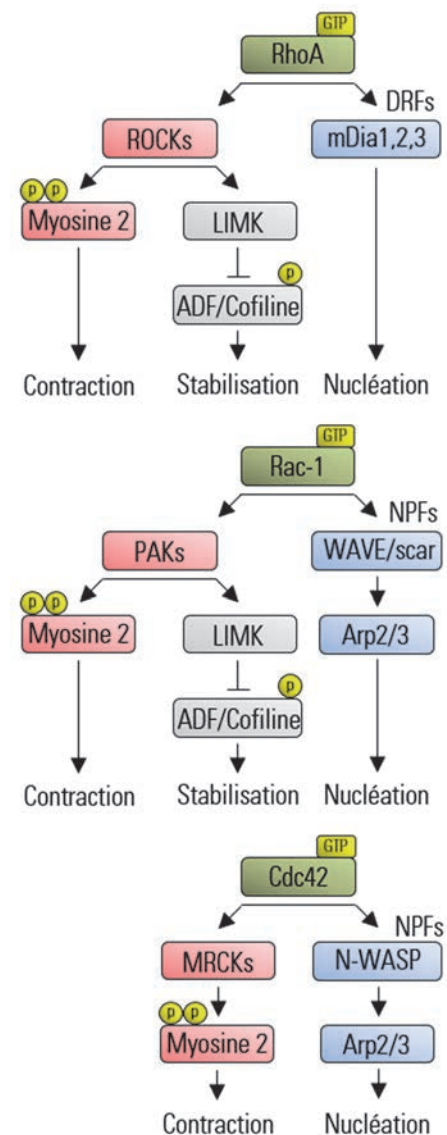 GTP
RhoA
DRFs
ROCKs
mDia1,2,3
P P
Myosine 2
LIMK
P
ADF/Cofiline
Contraction
Stabilisation
Nucléation
GTP
Rac-1
NPFs
PAKs
WAVE/scar
P P
Myosine 2
LIMK
Arp2/3
P
ADF/Cofiline
Contraction
Stabilisation
Nucléation
GTP
Cdc42
NPFs
MRCKs
N-WASP
P P
Myosine 2
Arp2/3
Contraction
Nucléation